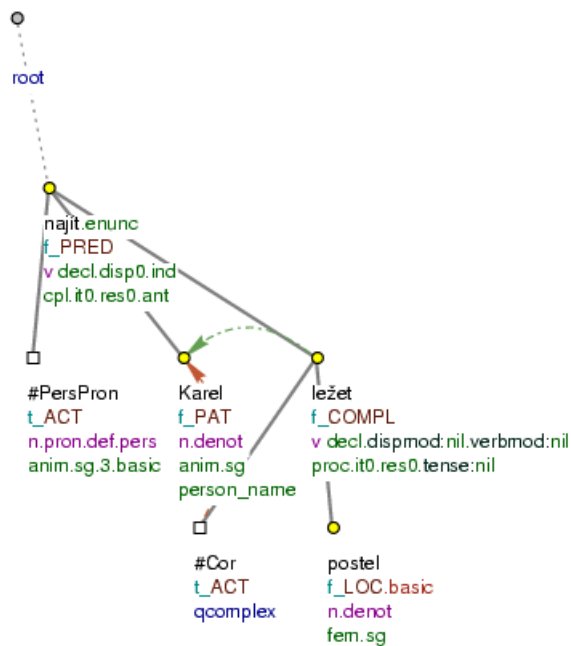 root
najít.enunc
f_PRED
v decl.disp0.ind
cpl.it0.res0.ant
#PersPron
t_ACT
n.pron.def.pers
anim.sg.3.basic
Karel
f_PAT
n.denot
anim.sg
person_name
ležet
f_COMPL
v decl.dispmod:nil.verbmod:nil
proc.it0.res0.tense:nil
#Cor
t_ACT
qcomplex
postel
f_LOC.basic
n.denot
fem.sg